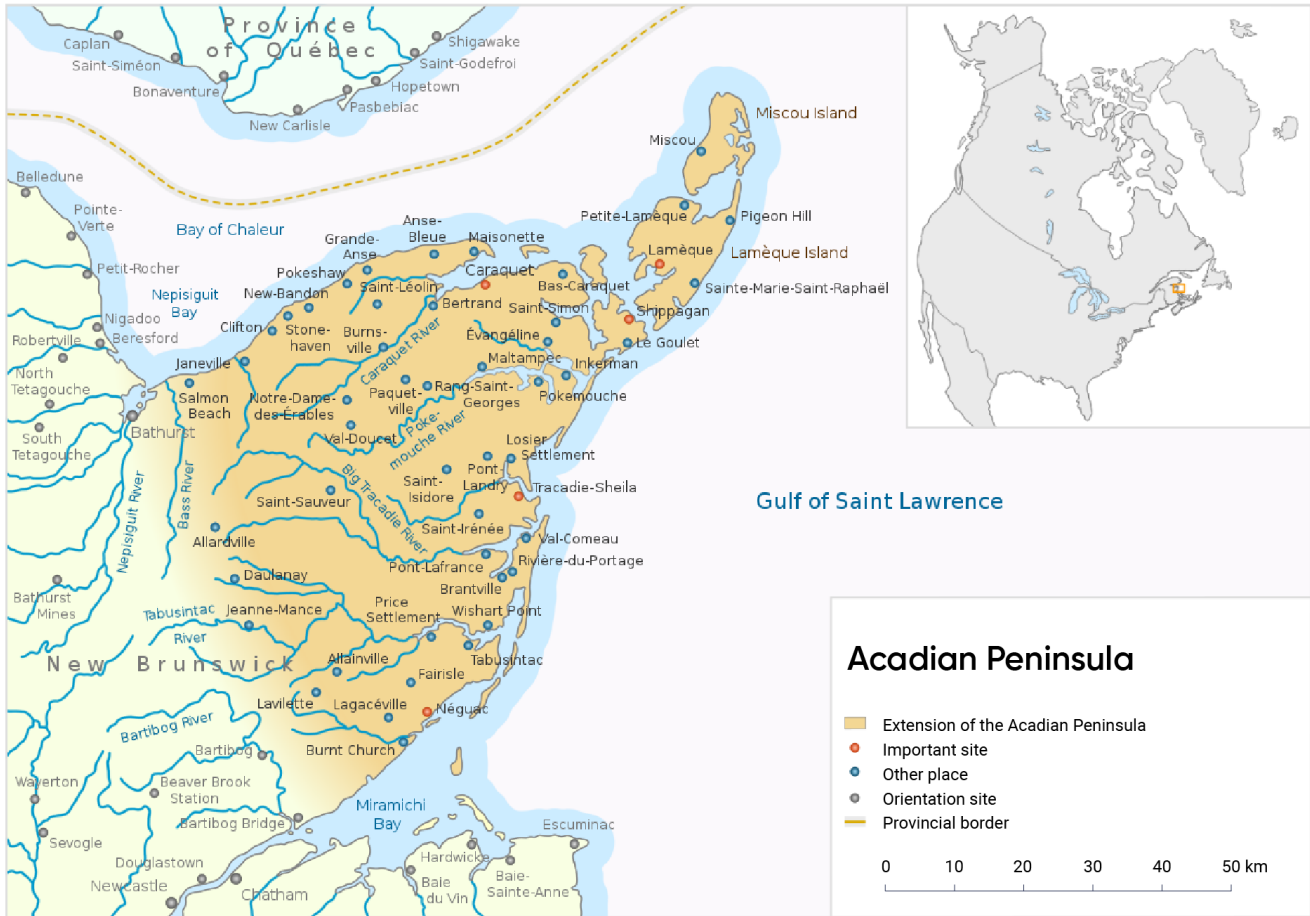 Province
of Québec
Caplan
Shigawake
Saint-Siméon
Saint-Godefroi
Bonaventure
Hopetown
Pasbebiac
New Carlisle
Miscou Island
Miscou
Belledune
Pointe-
Verte
Petite-Lamèque
Pigeon Hill
Bay of Chaleur
Anse-
Bleue
Maisonette
Grande-
Anse
Lamèque
Lamèque Island
Petit-Rocher
Pokeshaw
Caraquet
Nepisiguit
Bay
New-Bandon
Saint-Léolin
Bas-Caraquet
Sainte-Marie-Saint-Raphaël
Bertrand
Saint-Simon
Shippagan
Nigadoo
Beresford
Robertville
Clifton
Stone-
haven
Burns-
ville
Caraquet River
Évangéline
Le Goulet
Janeville
Maltampec
Inkerman
North
Tetagouche
Salmon
Beach
Notre-Dame-
des-Érables
Paquet-
ville
Rang-Saint-
Georges
Pokemouche
Bathurst
South
Tetagouche
Val-Doucet
Poke-
mouche River
Losier
Settlement
Pont-
Landry
Saint-
Isidore
Tracadie-Sheila
Nepisiguit River
Bass River
Saint-Sauveur
Big Tracadie River
Gulf of Saint Lawrence
Saint-Irénée
Allardville
Val-Comeau
Pont-Lafrance
Rivière-du-Portage
Daulanay
Brantville
Bathurst
Mines
Tabusintac
River
Jeanne-Mance
Price
Settlement
Wishart Point
New Brunswick
Allainville
Tabusintac
Fairisle
Lavilette
Lagacéville
Néguac
Bartibog River
Bartibog
Burnt Church
Waverton
Beaver Brook
Station
Miramichi
Bay
Bartibog Bridge
Escuminac
Sevogle
Douglastown
Hardwicke
Newcastle
Chatham
Baie
du Vin
Baie-
Sainte-Anne
Acadian Peninsula
Extension of the Acadian Peninsula
Important site
Other place
Orientation site
Provincial border
0 10 20 30 40 50 km